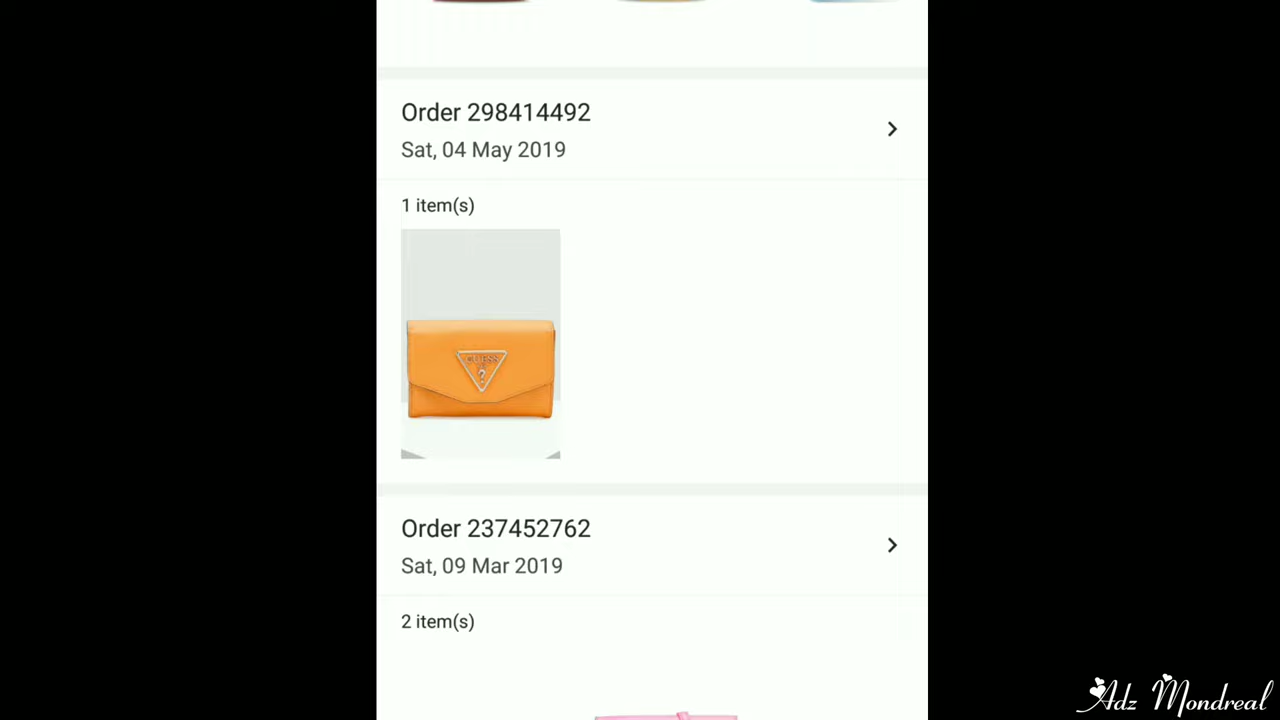 Order 298414492
Sat, 04 May 2019
1 item(s)
GUESS
?
Order 237452762
Sat, 09 Mar 2019
2 item(s)
Adz Mondreal